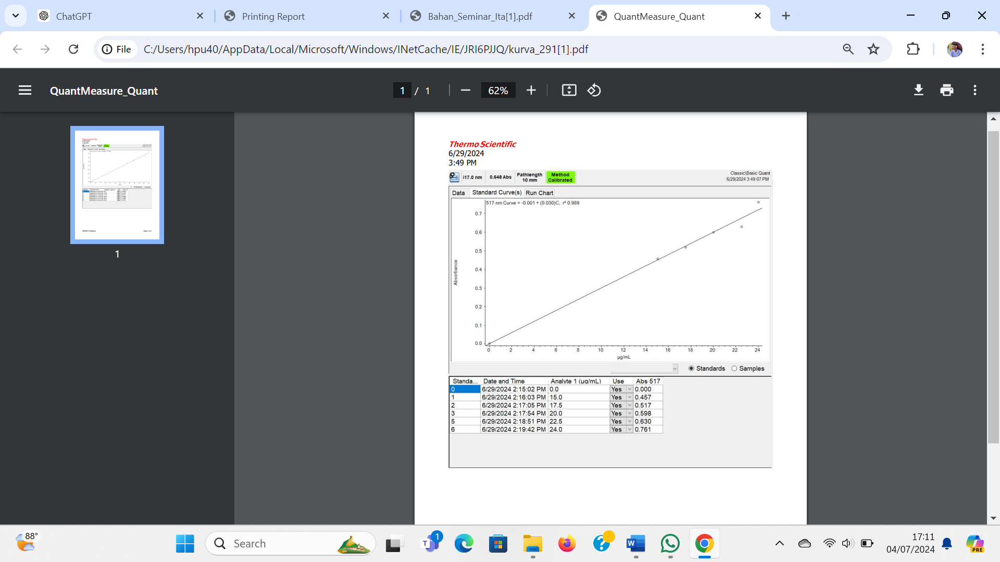 ChatGPT
Printing Report
Bahan_Seminar_Ita[1].pdf
QuantMeasure_Quant
File
C:/Users/hpu40/AppData/Local/Microsoft/Windows/INetCache/IE/JRI6PJJQ/kurva_291[1].pdf
QuantMeasure_Quant
1 / 1
62%
1
Thermo Scientific
6/29/2024
3:49 PM
517.0 nm 0.648 Abs Pathlength 10 mm Method Calibrated
Classic\Basic Quant
6/29/2024 3:49:07 PM
Data Standard Curve(s) Run Chart
517 nm Curve = -0.001 + (0.030)C, r² 0.989
0.7
0.6
0.5
0.4
0.3
0.2
0.1
0.0
Absorbance
0 2 4 6 8 10 12 14 16 18 20 22 24
µg/mL
Standards Samples
Standa... Date and Time Analyte 1 (µg/mL) Use Abs 517
0 6/29/2024 2:15:02 PM 0.0 Yes 0.000
1 6/29/2024 2:16:03 PM 15.0 Yes 0.457
2 6/29/2024 2:17:05 PM 17.5 Yes 0.517
3 6/29/2024 2:17:54 PM 20.0 Yes 0.598
5 6/29/2024 2:18:51 PM 22.5 Yes 0.630
6 6/29/2024 2:19:42 PM 24.0 Yes 0.761
88°
Search
1
PRE
17:11
04/07/2024